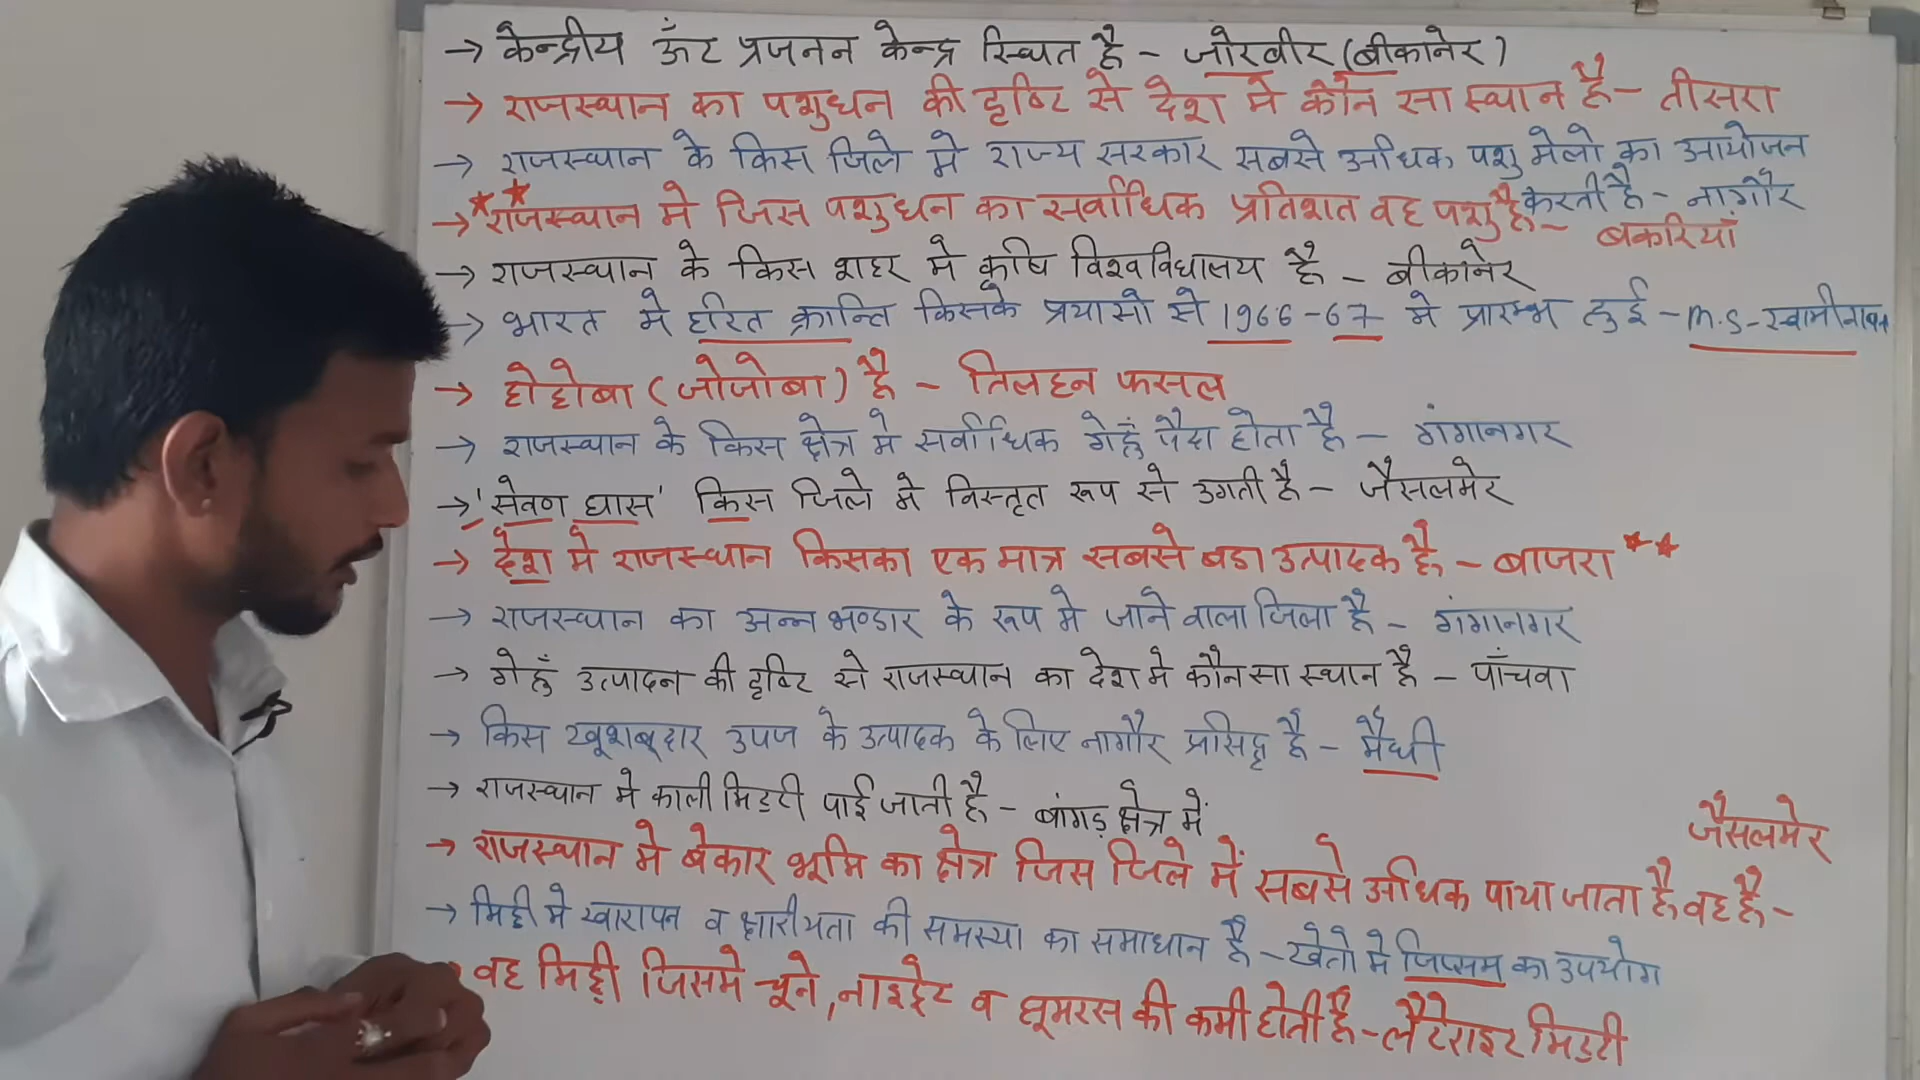 → केन्द्रीय ऊँट प्रजनन केन्द्र स्थित है - जोरबीर (बीकानेर)
→ राजस्थान का पशुधन की दृष्टि से देश मे कौन सा स्थान है - तीसरा
→ राजस्थान के किस जिले मे राज्य सरकार सबसे अधिक पशु मेलो का आयोजन
करती है - नागौर
→ राजस्थान मे जिस पशुधन का सर्वाधिक प्रतिशत वह पशु है -
बकरियाँ
→ राजस्थान के किस शहर मे कृषि विश्वविधालय है - बीकानेर
→ भारत मे हरित क्रान्ति किसके प्रयासो से 1966-67 मे प्रारम्भ हुई - M.S-स्वामीनाथन
→ होहोबा (जोजोबा) है - तिलहन फसल
→ राजस्थान के किस क्षेत्र मे सर्वाधिक गेहूँ पैदा होता है - गंगानगर
→ 'सेवण घास' किस जिले मे विस्तृत रूप से उगती है - जैसलमेर
→ देश मे राजस्थान किसका एक मात्र सबसे बडा उत्पादक है - बाजरा **
→ राजस्थान का अन्न भण्डार के रूप मे जाने वाला जिला है - गंगानगर
→ गेहुँ उत्पादन की दृष्टि से राजस्थान का देश मे कौनसा स्थान है - पाँचवा
→ किस खूशबूदार उपज के उत्पादक के लिए नागौर प्रसिद्ध है - मैथी
→ राजस्थान मे काली मिट्टी पाई जाती है - बांगड़ क्षेत्र में
जैसलमेर
→ राजस्थान मे बेकार भूमि का क्षेत्र जिस जिले में सबसे अधिक पाया जाता है वह है -
→ मिट्टी मे खारापन व क्षारीयता की समस्या का समाधान है - खेतो मे जिप्सम का उपयोग
वह मिट्टी जिसमे चूने, नाइट्रेट व ह्यूमरस की कमी होती है - लैटेराइट मिट्टी